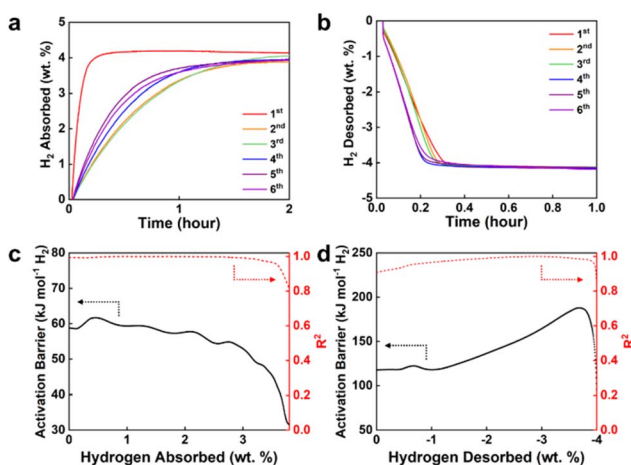 a
H₂ Absorbed (wt. %)
5
4
3
2
1
0
0
1
2
Time (hour)
1ˢᵗ
2ⁿᵈ
3ʳᵈ
4ᵗʰ
5ᵗʰ
6ᵗʰ
b
H₂ Desorbed (wt. %)
0
-1
-2
-3
-4
-5
0.0
0.2
0.4
0.6
0.8
1.0
Time (hour)
1ˢᵗ
2ⁿᵈ
3ʳᵈ
4ᵗʰ
5ᵗʰ
6ᵗʰ
c
Activation Barrier (kJ mol⁻¹ H₂)
80
70
60
50
40
30
0
1
2
3
Hydrogen Absorbed (wt. %)
1.0
0.8
0.6
0.4
0.2
0.0
R²
d
Activation Barrier (kJ mol⁻¹ H₂)
250
200
150
100
50
0
-1
-2
-3
-4
Hydrogen Desorbed (wt. %)
1.0
0.8
0.6
0.4
0.2
0.0
R²